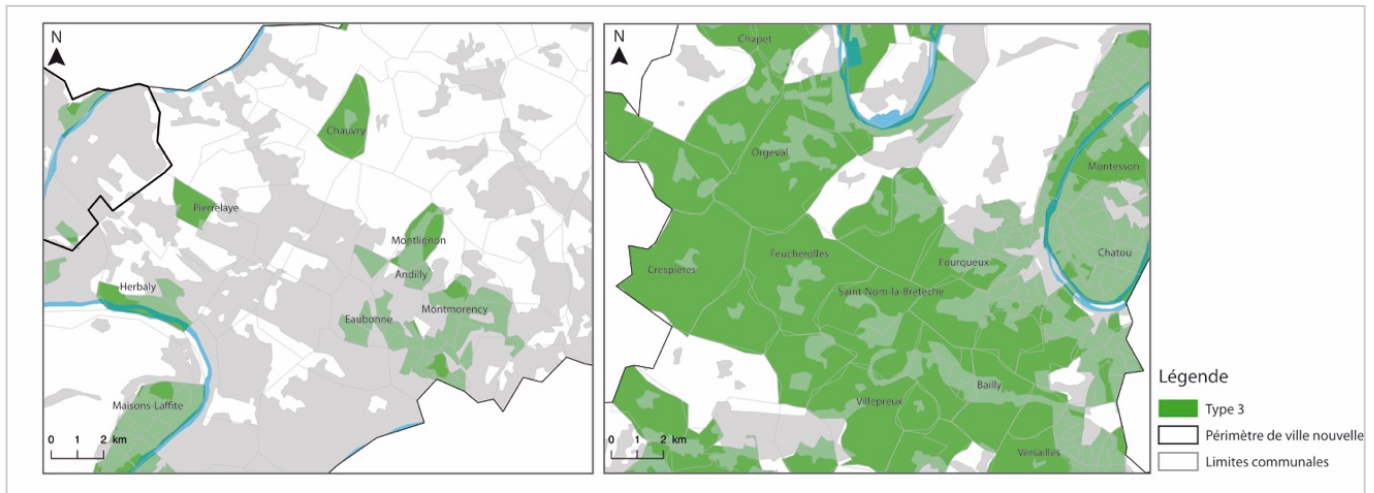 N
Chauvry
Pierrelaye
Montlignon
Andilly
Herbaly
Montmorency
Eaubonne
Maisons-Laffite
0 1 2 km
N
Chapet
Orgeval
Montesson
Chatou
Feucherolles
Fourqueux
Crespières
Saint-Nom-la-Bretèche
Bailly
Villepreux
Versailles
0 1 2 km
Légende
Type 3
Périmètre de ville nouvelle
Limites communales